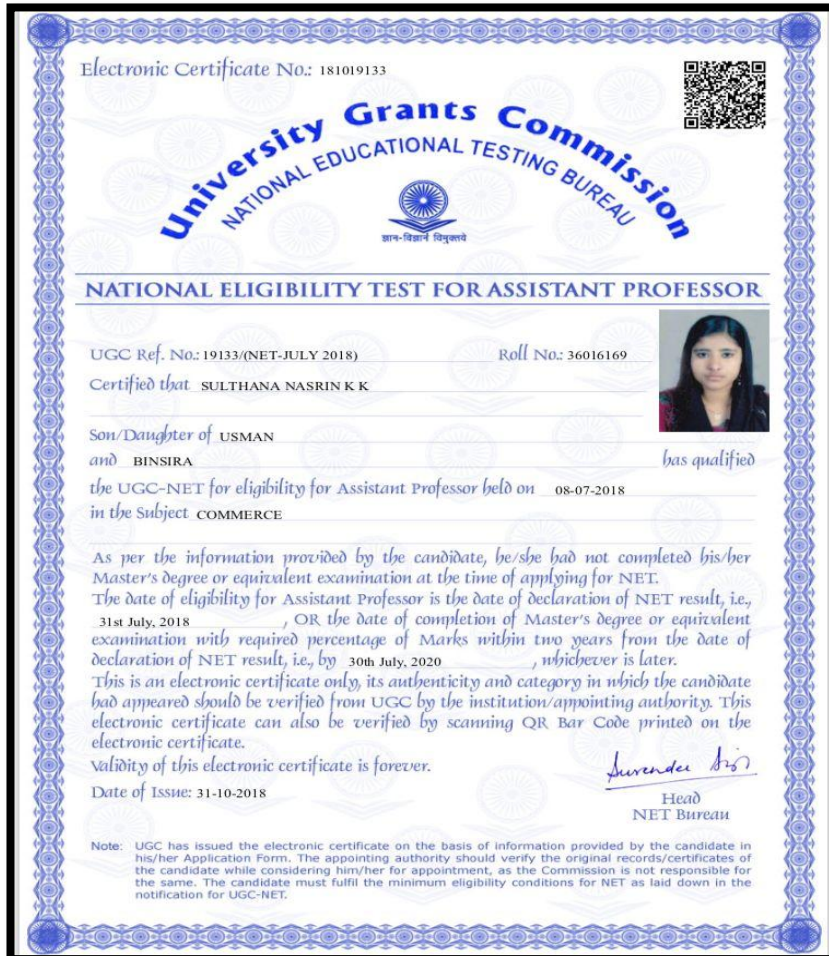 Electronic Certificate No.: 181019133
University Grants Commission
NATIONAL EDUCATIONAL TESTING BUREAU
ज्ञान-विज्ञानं विमुक्तये
NATIONAL ELIGIBILITY TEST FOR ASSISTANT PROFESSOR
UGC Ref. No.: 19133/(NET-JULY 2018) Roll No.: 36016169
Certified that SULTHANA NASRIN K K
Son/Daughter of USMAN
and BINSIRA has qualified
the UGC-NET for eligibility for Assistant Professor held on 08-07-2018
in the Subject COMMERCE
As per the information provided by the candidate, he/she had not completed his/her
Master's degree or equivalent examination at the time of applying for NET.
The date of eligibility for Assistant Professor is the date of declaration of NET result, i.e.,
31st July, 2018 , OR the date of completion of Master's degree or equivalent
examination with required percentage of Marks within two years from the date of
declaration of NET result, i.e., by 30th July, 2020 , whichever is later.
This is an electronic certificate only, its authenticity and category in which the candidate
had appeared should be verified from UGC by the institution/appointing authority. This
electronic certificate can also be verified by scanning QR Bar Code printed on the
electronic certificate.
Validity of this electronic certificate is forever.
Date of Issue: 31-10-2018
Head
NET Bureau
Note: UGC has issued the electronic certificate on the basis of information provided by the candidate in
his/her Application Form. The appointing authority should verify the original records/certificates of
the candidate while considering him/her for appointment, as the Commission is not responsible for
the same. The candidate must fulfil the minimum eligibility conditions for NET as laid down in the
notification for UGC-NET.